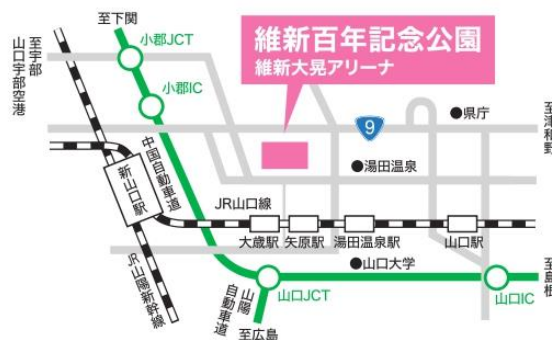 至下関
小郡JCT
維新百年記念公園
維新大晃アリーナ
至宇部
山口宇部空港
小郡IC
9
県庁
至津和野
中国自動車道
湯田温泉
新山口駅
JR山口線
大歳駅
矢原駅
湯田温泉駅
山口駅
山口大学
JR山陽新幹線
山陽自動車道
山口JCT
山口IC
至島根
至広島